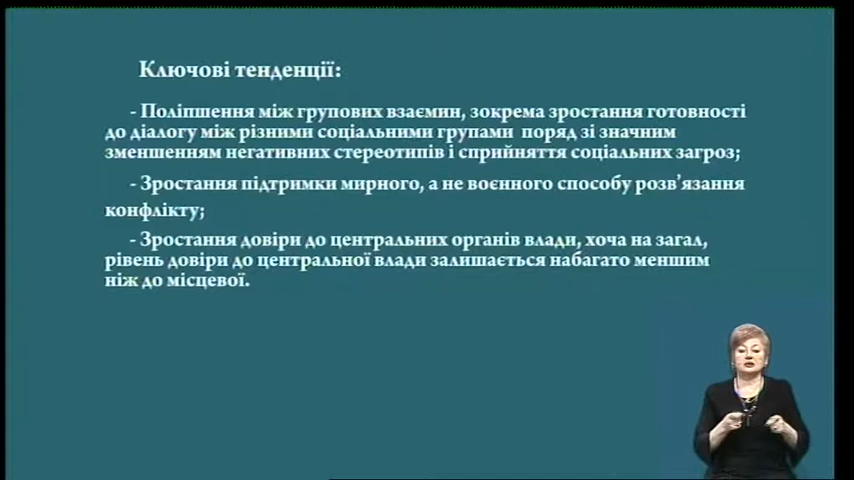 Ключові тенденції:
- Поліпшення між групових взаємин, зокрема зростання готовності
до діалогу між різними соціальними групами поряд зі значним
зменшенням негативних стереотипів і сприйняття соціальних загроз;
- Зростання підтримки мирного, а не воєнного способу розв'язання
конфлікту;
- Зростання довіри до центральних органів влади, хоча на загал,
рівень довіри до центральної влади залишається набагато меншим
ніж до місцевої.